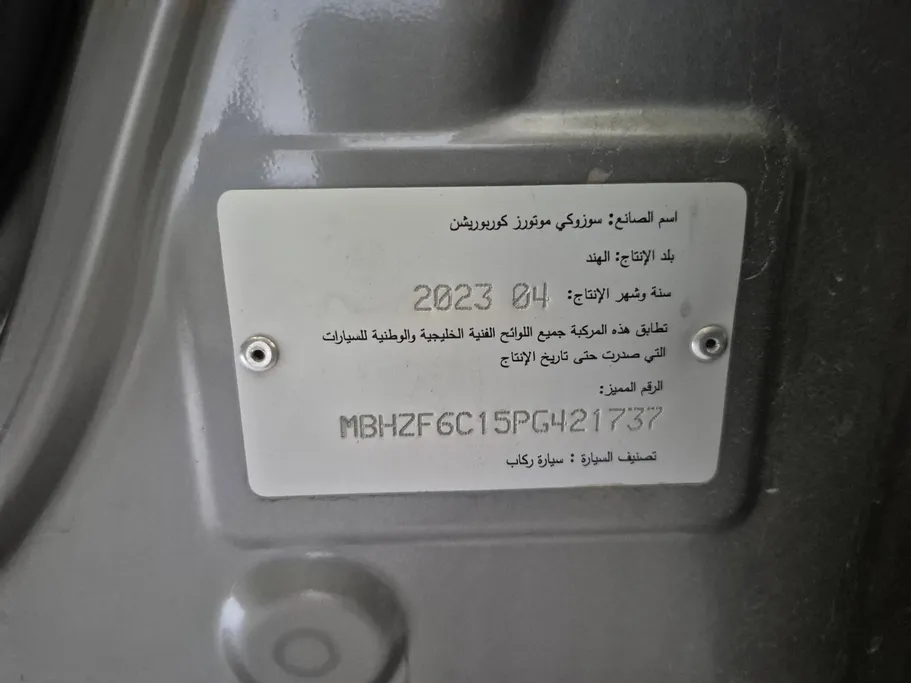 اسم الصانع: سوزوكي موتورز كوربوريشن
بلد الإنتاج: الهند
سنة وشهر الإنتاج: 2023 04
تطابق هذه المركبة جميع اللوائح الفنية الخليجية والوطنية للسيارات
التي صدرت حتى تاريخ الإنتاج
الرقم المميز:
MBHZF6C15PG421737
تصنيف السيارة : سيارة ركاب